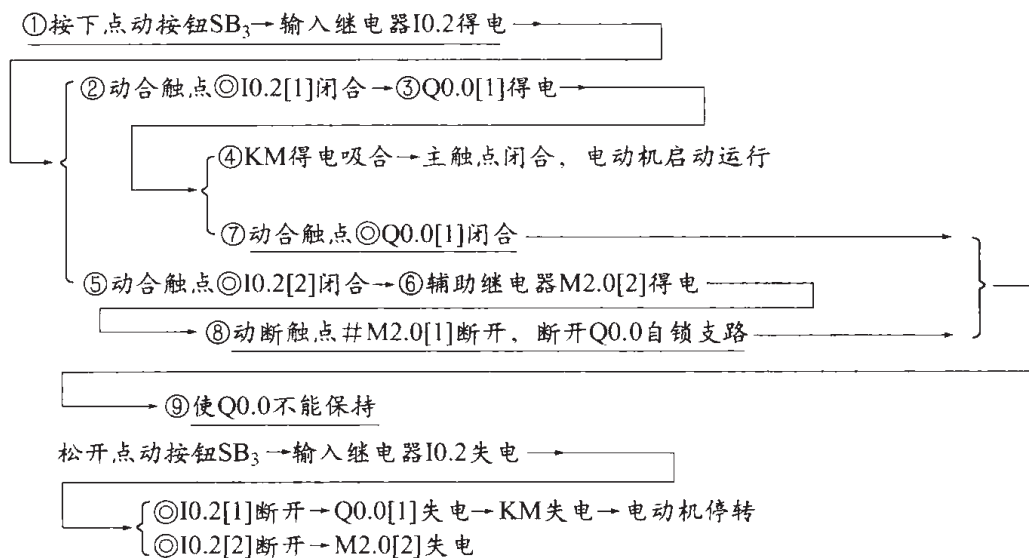 ①按下点动按钮SB₃→输入继电器I0.2得电→
②动合触点◎I0.2[1]闭合→③Q0.0[1]得电→
④KM得电吸合→主触点闭合，电动机启动运行
⑦动合触点◎Q0.0[1]闭合
⑤动合触点◎I0.2[2]闭合→⑥辅助继电器M2.0[2]得电
⑧动断触点#M2.0[1]断开，断开Q0.0自锁支路
⑨使Q0.0不能保持
松开点动按钮SB₃→输入继电器I0.2失电→
◎I0.2[1]断开→Q0.0[1]失电→KM失电→电动机停转
◎I0.2[2]断开→M2.0[2]失电